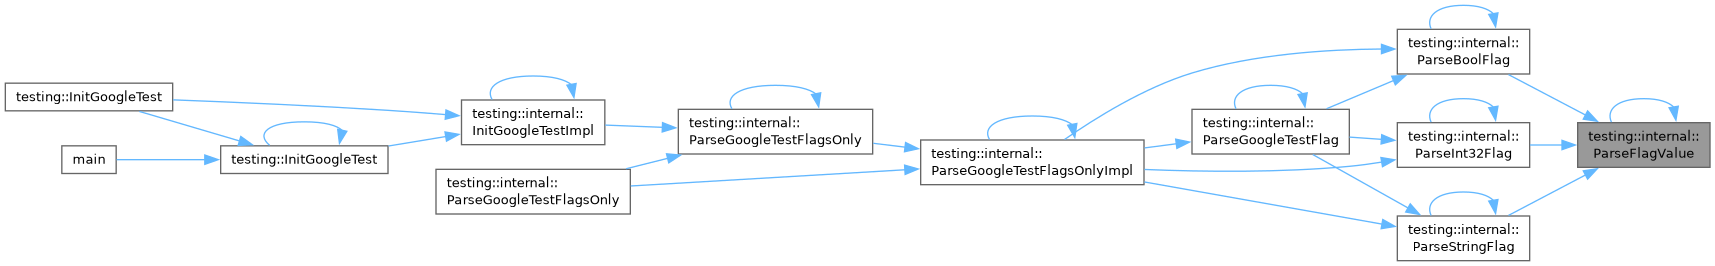 testing::InitGoogleTest
main
testing::InitGoogleTest
testing::internal::
InitGoogleTestImpl
testing::internal::
ParseGoogleTestFlagsOnly
testing::internal::
ParseGoogleTestFlagsOnly
testing::internal::
ParseGoogleTestFlagsOnlyImpl
testing::internal::
ParseGoogleTestFlag
testing::internal::
ParseBoolFlag
testing::internal::
ParseInt32Flag
testing::internal::
ParseStringFlag
testing::internal::
ParseFlagValue